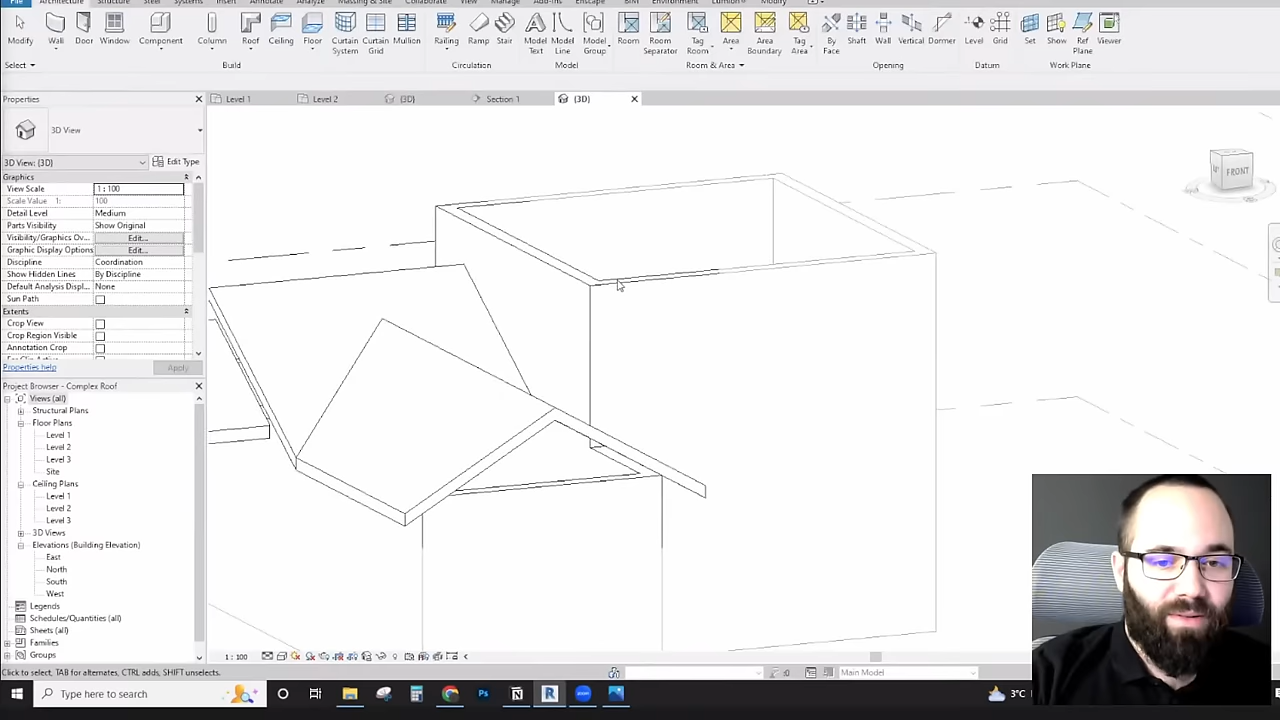 File Architecture Structure Steel Systems Insert Annotate Analyze Massing & Site Collaborate View Manage Add-Ins Enscape BIM Environment Lumion® Modify
Modify Wall Door Window Component Column Roof Ceiling Floor Curtain System Curtain Grid Mullion Railing Ramp Stair Model Text Model Line Model Group Room Room Separator Tag Room Area Area Boundary Tag Area By Face Shaft Wall Vertical Dormer Level Grid Set Show Ref Plane Viewer
Select Build Circulation Model Room & Area Opening Datum Work Plane
Properties
Level 1 Level 2 {3D} Section 1 {3D}
3D View
3D View: {3D} Edit Type
Graphics
View Scale 1 : 100
Scale Value 1: 100
Detail Level Medium
Parts Visibility Show Original
Visibility/Graphics Ov... Edit...
Graphic Display Options Edit...
Discipline Coordination
Show Hidden Lines By Discipline
Default Analysis Displ... None
Sun Path
Extents
Crop View
Crop Region Visible
Annotation Crop
Properties help Apply
Project Browser - Complex Roof
Views (all)
Structural Plans
Floor Plans
Level 1
Level 2
Level 3
Site
Ceiling Plans
Level 1
Level 2
Level 3
3D Views
Elevations (Building Elevation)
East
North
South
West
Legends
Schedules/Quantities (all)
Sheets (all)
Families
Groups
FRONT
1 : 100
Click to select, TAB for alternates, CTRL adds, SHIFT unselects.
:0 Main Model
Type here to search
3°C